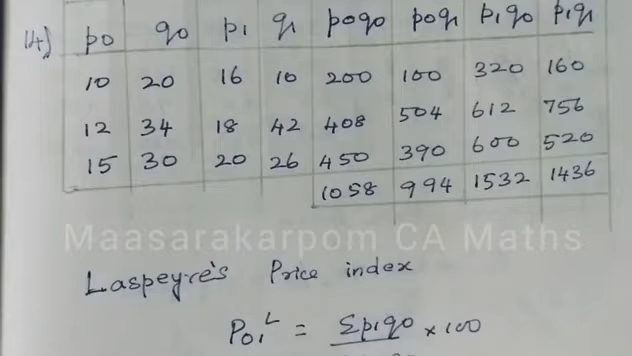 14) p0 q0 p1 q1 p0q0 p0q1 p1q0 p1q1
10 20 16 10 200 100 320 160
12 34 18 42 408 504 612 756
15 30 20 26 450 390 600 520
1058 994 1532 1436
Maasarakarpom CA Maths
Laspeyre's Price index
P01^L = Σp1q0 × 100